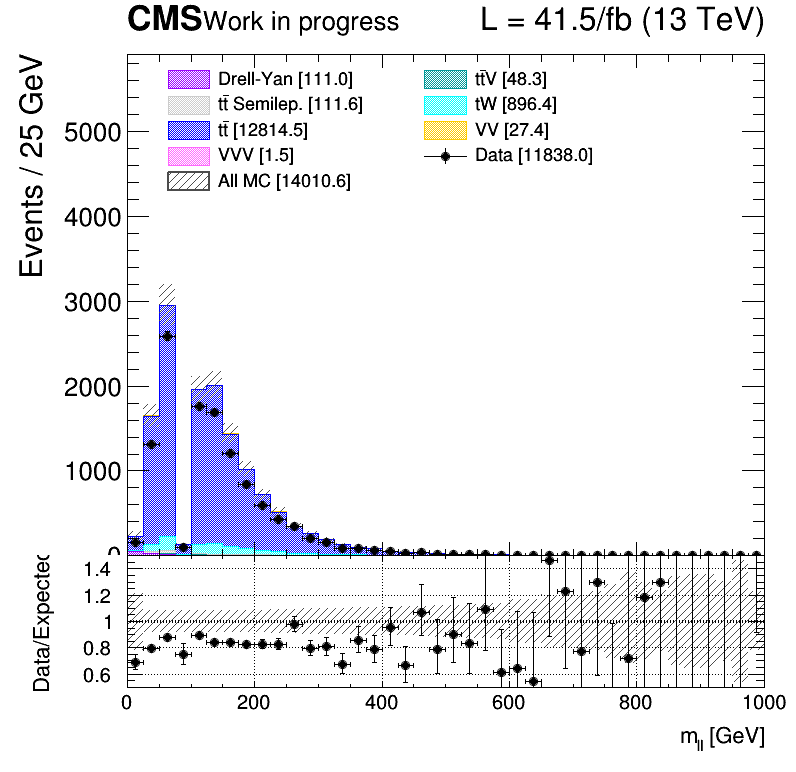 CMS Work in progress L = 41.5/fb (13 TeV)
Events / 25 GeV
Drell-Yan [111.0]
tt̄ Semilep. [111.6]
tt̄ [12814.5]
VVV [1.5]
All MC [14010.6]
tt̄V [48.3]
tW [896.4]
VV [27.4]
Data [11838.0]
5000
4000
3000
2000
1000
0
Data/Expected
1.4
1.2
1
0.8
0.6
0 200 400 600 800 1000
m_ll [GeV]